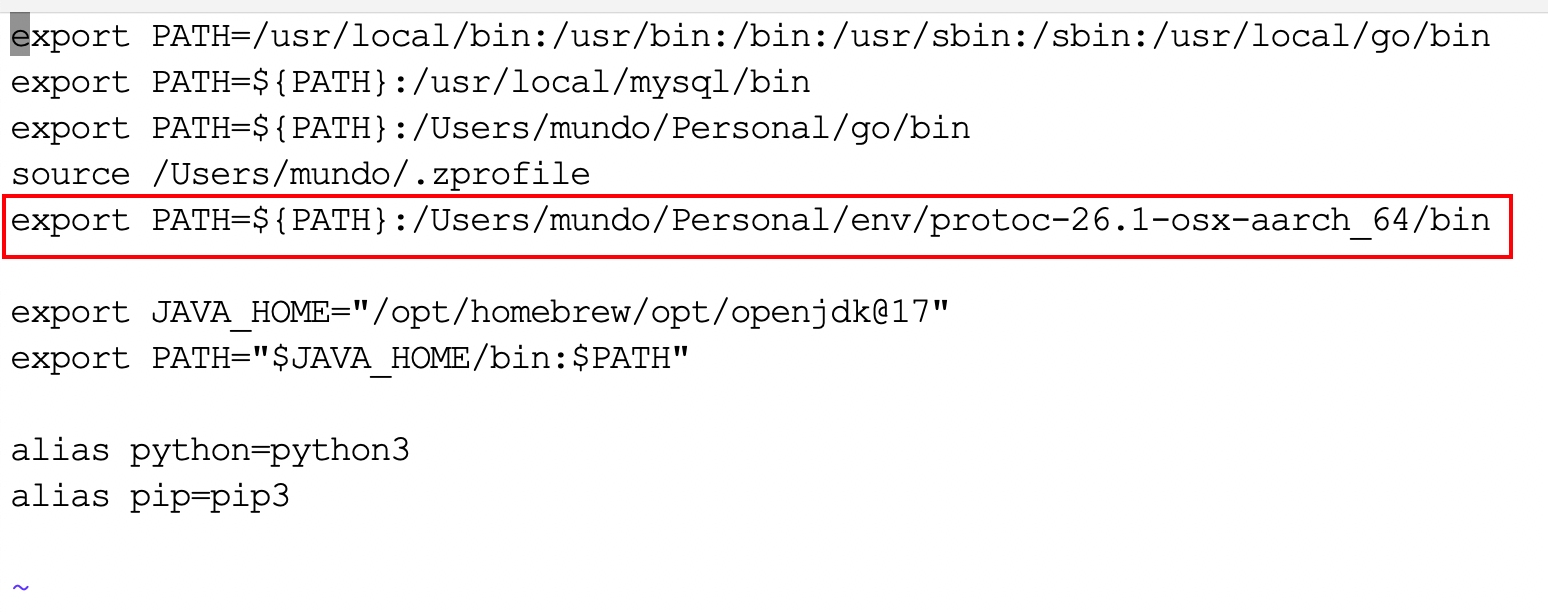 export PATH=/usr/local/bin:/usr/bin:/bin:/usr/sbin:/sbin:/usr/local/go/bin
export PATH=${PATH}:/usr/local/mysql/bin
export PATH=${PATH}:/Users/mundo/Personal/go/bin
source /Users/mundo/.zprofile
export PATH=${PATH}:/Users/mundo/Personal/env/protoc-26.1-osx-aarch_64/bin
export JAVA_HOME="/opt/homebrew/opt/openjdk@17"
export PATH="$JAVA_HOME/bin:$PATH"
alias python=python3
alias pip=pip3
~